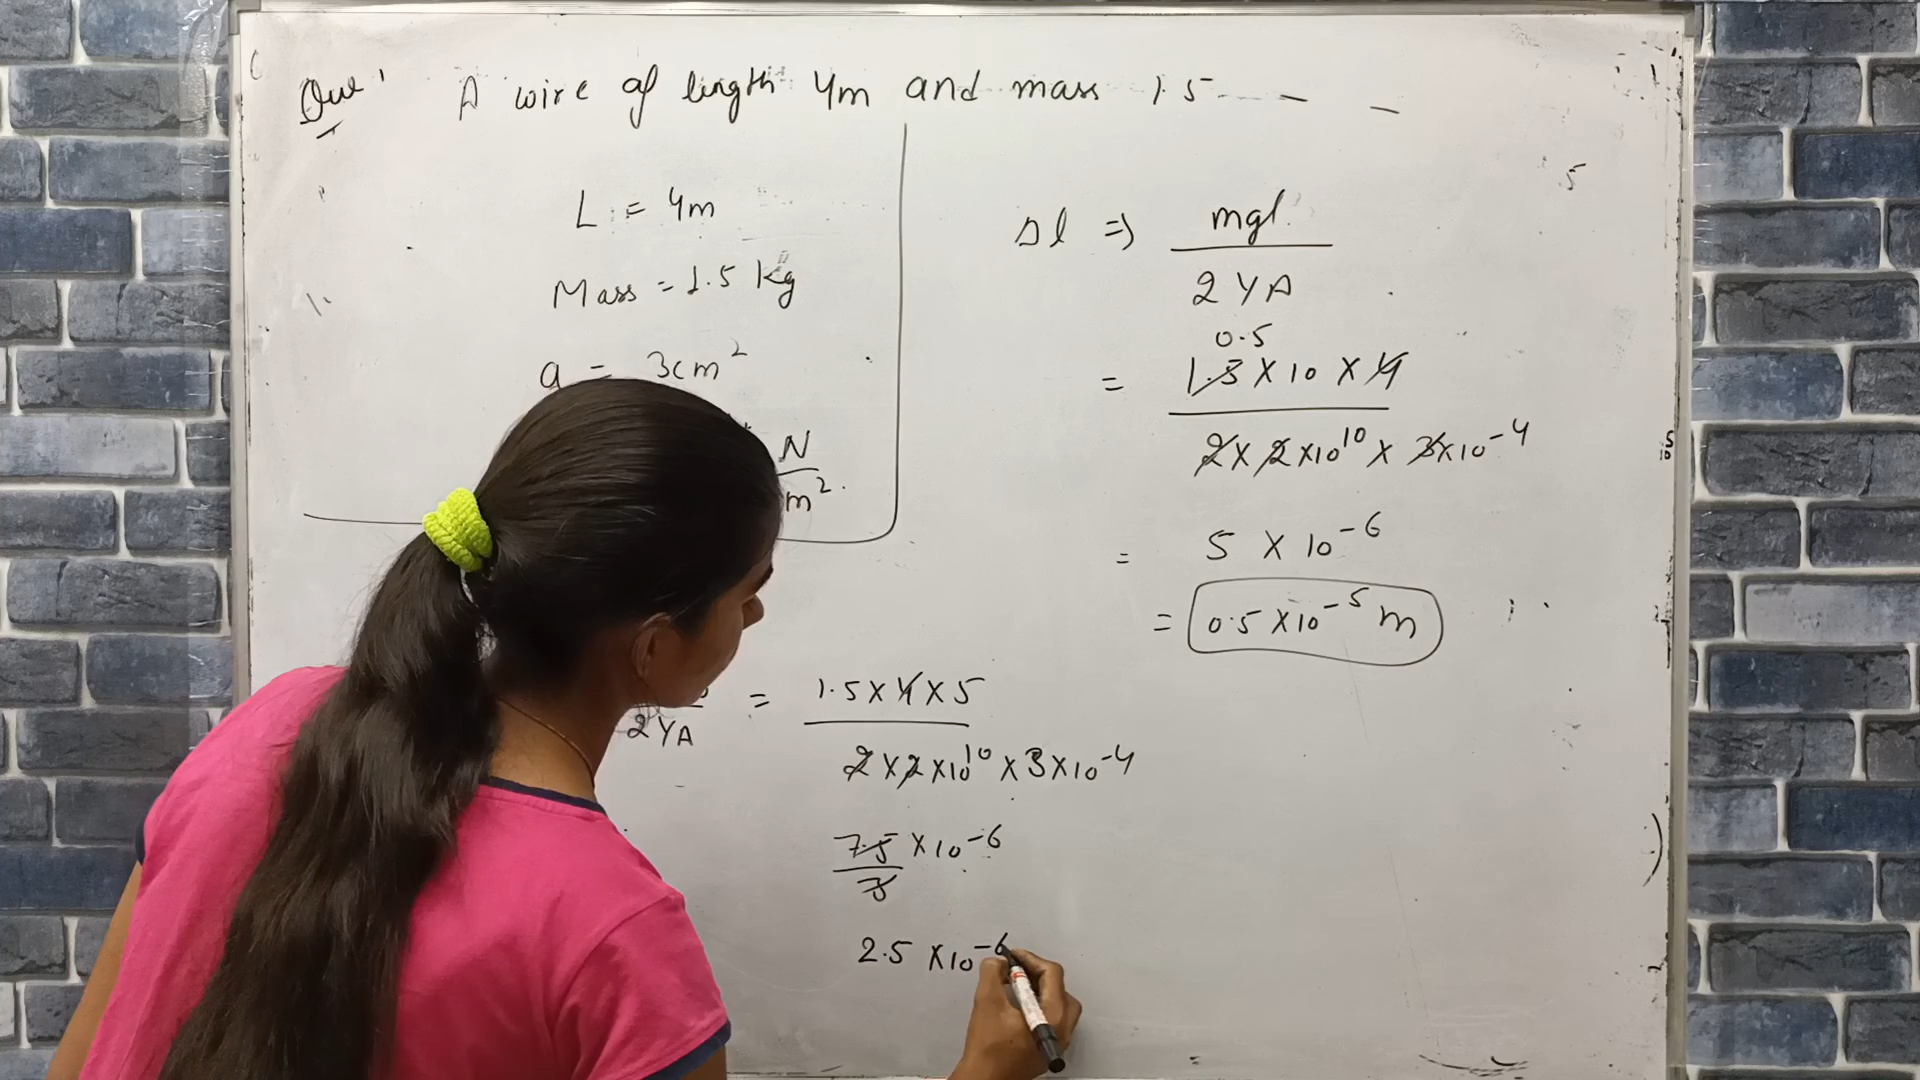 Que' A wire of length 4m and mass 1.5 - - -
L = 4m
Mass = 1.5 kg
a = 3cm²
N
m²
Δl ⇒ mgl
2YA
0.5
= 1.5 × 10 × 4
2 × 2 × 10¹⁰ × 3 × 10⁻⁴
= 5 × 10⁻⁶
= 0.5 × 10⁻⁵ m
2YA = 1.5 × 4 × 5
2 × 2 × 10¹⁰ × 3 × 10⁻⁴
7.5 × 10⁻⁶
3
2.5 × 10⁻⁶
5